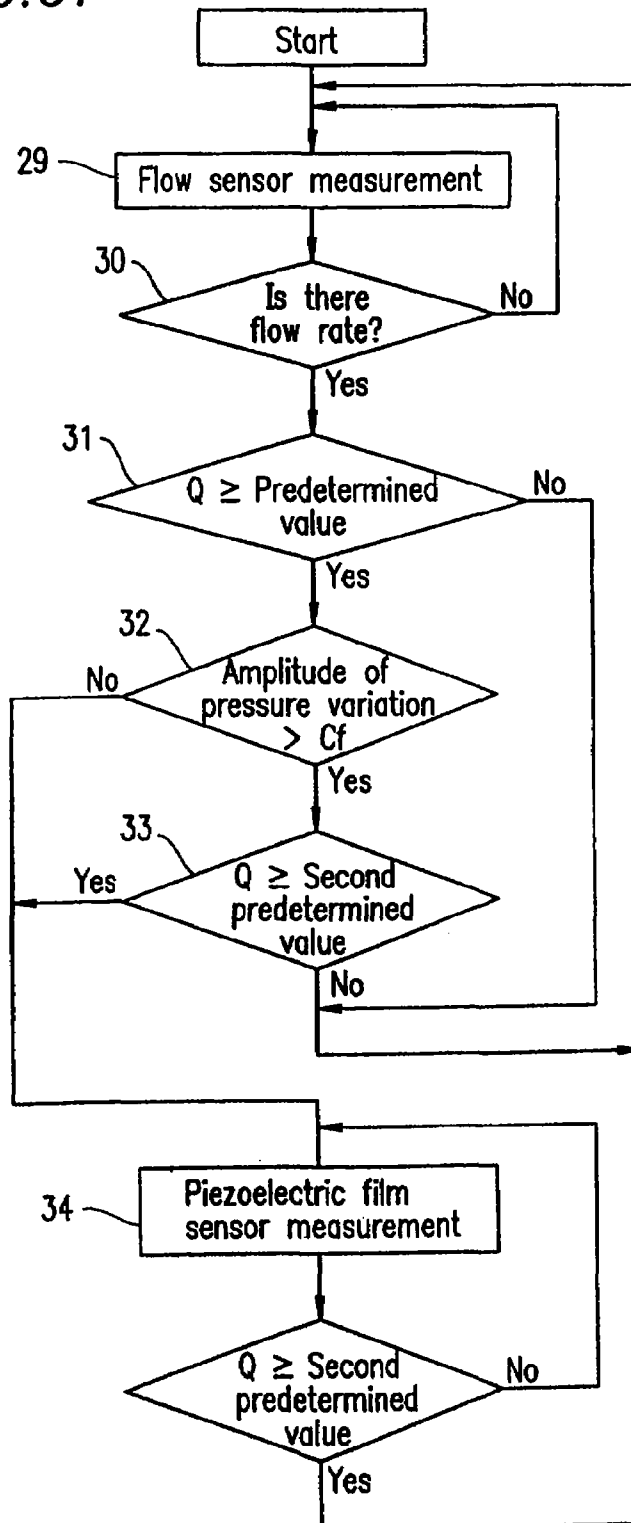 Start
29
Flow sensor measurement
30
Is there
flow rate?
No
Yes
31
Q ≥ Predetermined
value
No
Yes
32
Amplitude of
pressure variation
> Cf
No
Yes
33
Q ≥ Second
predetermined
value
Yes
No
34
Piezoelectric film
sensor measurement
Q ≥ Second
predetermined
value
No
Yes